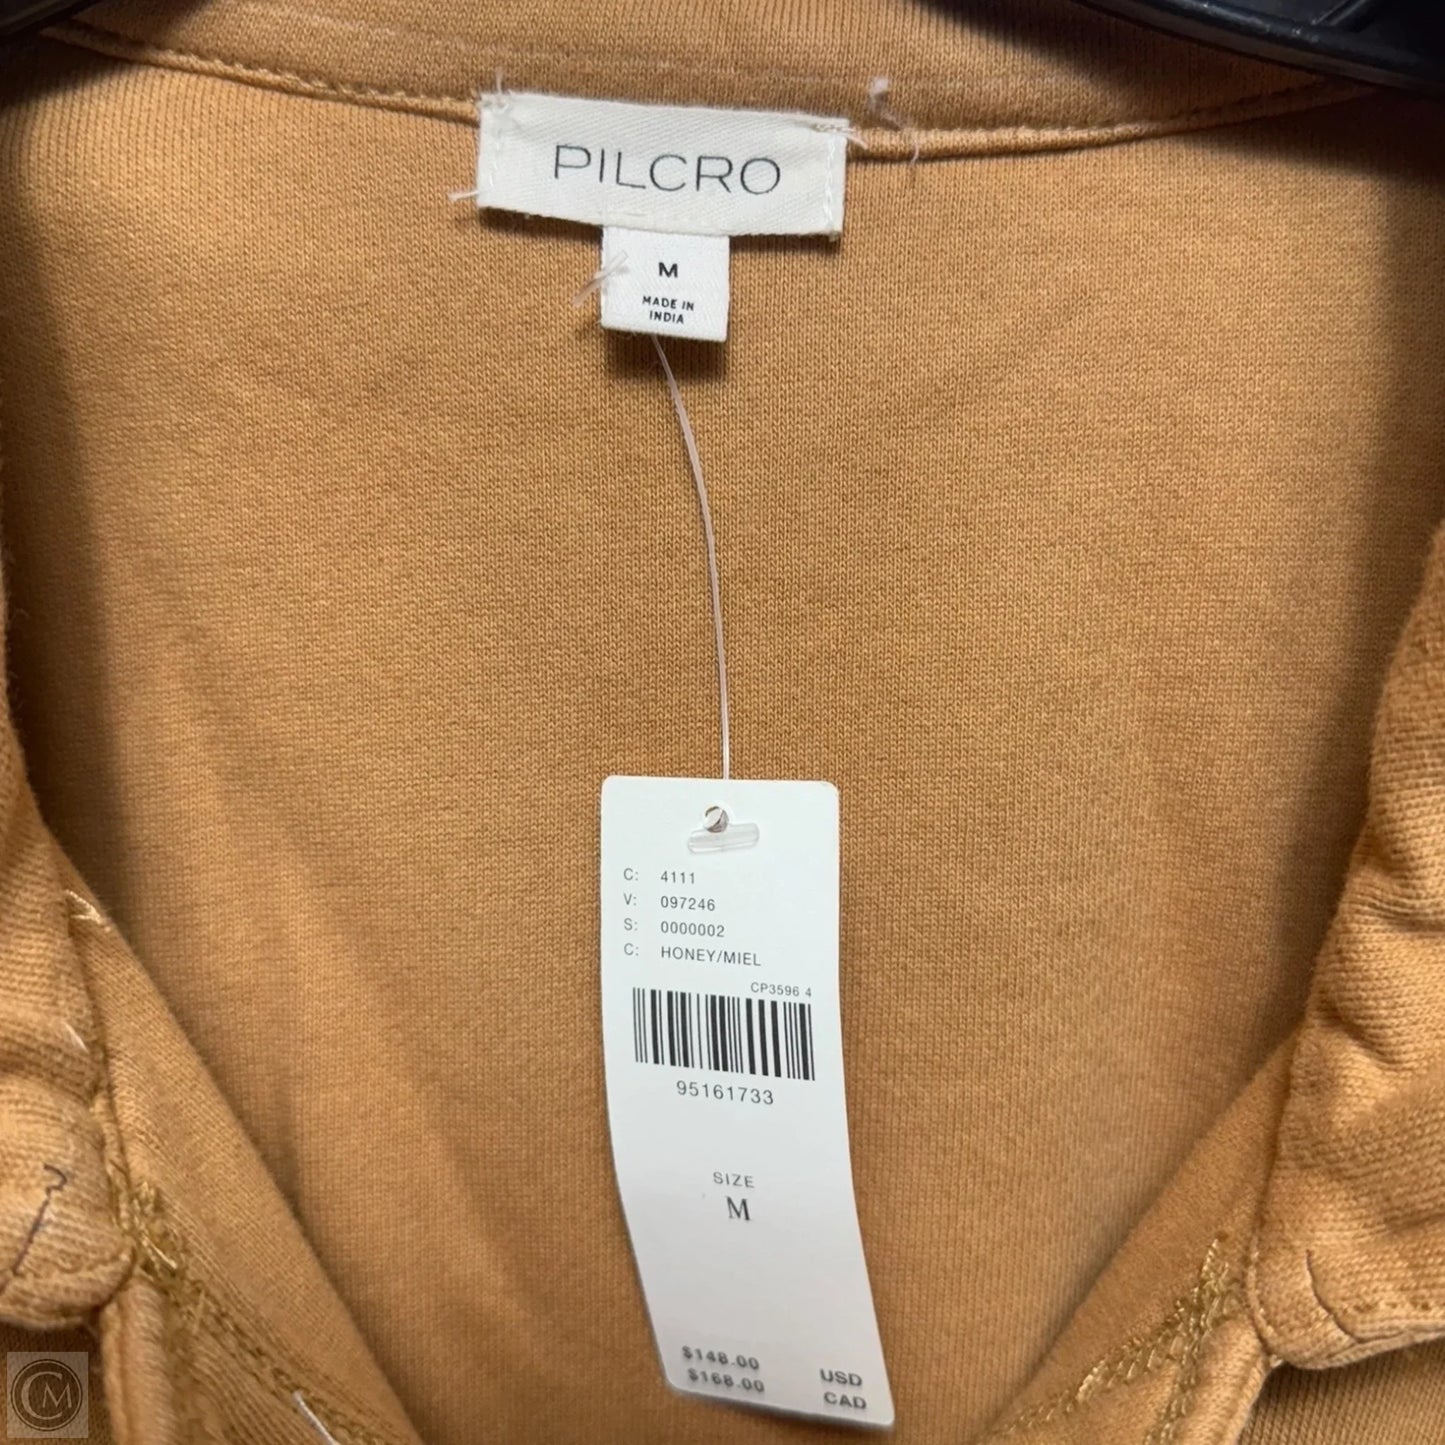 PILCRO
M
MADE IN
INDIA
C: 4111
V: 097246
S: 0000002
C: HONEY/MIEL
CP3596 4
95161733
SIZE
M
$148.00 USD
$168.00 CAD
CM